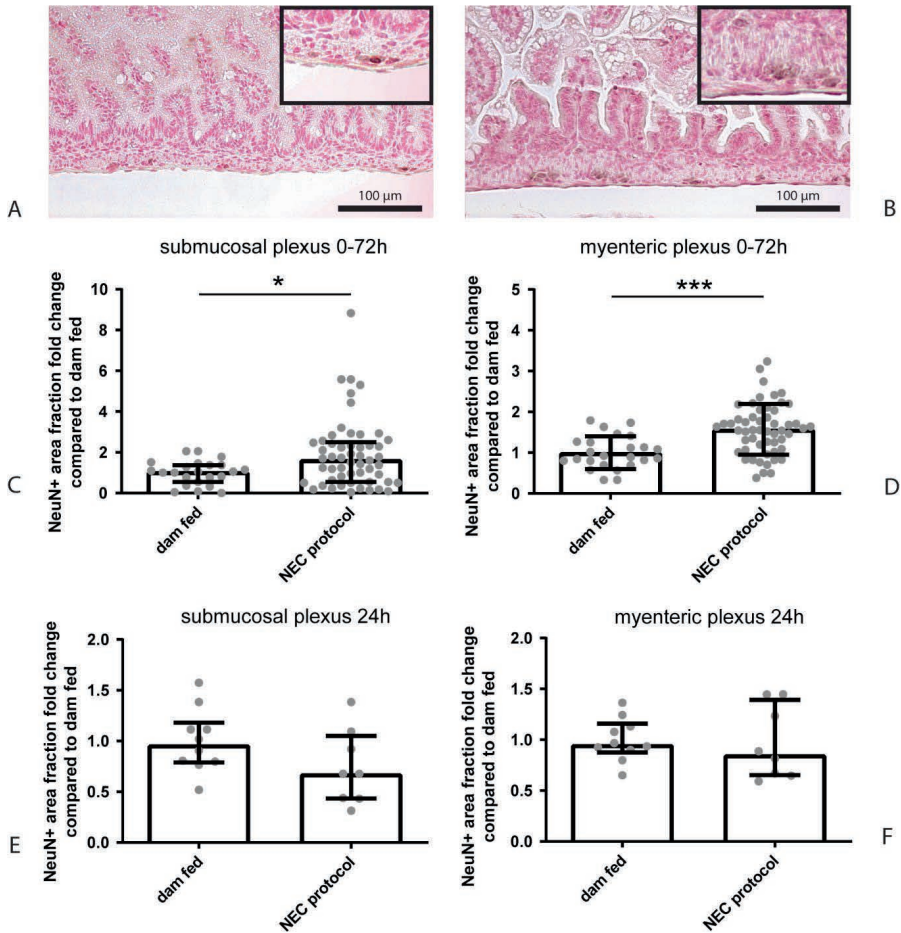 100 µm
100 µm
A
B
submucosal plexus 0-72h
myenteric plexus 0-72h
NeuN+ area fraction fold change
compared to dam fed
10
8
6
4
2
0
*
dam fed
NEC protocol
C
NeuN+ area fraction fold change
compared to dam fed
5
4
3
2
1
0
***
dam fed
NEC protocol
D
submucosal plexus 24h
myenteric plexus 24h
NeuN+ area fraction fold change
compared to dam fed
2.0
1.5
1.0
0.5
0.0
dam fed
NEC protocol
E
NeuN+ area fraction fold change
compared to dam fed
2.0
1.5
1.0
0.5
0.0
dam fed
NEC protocol
F